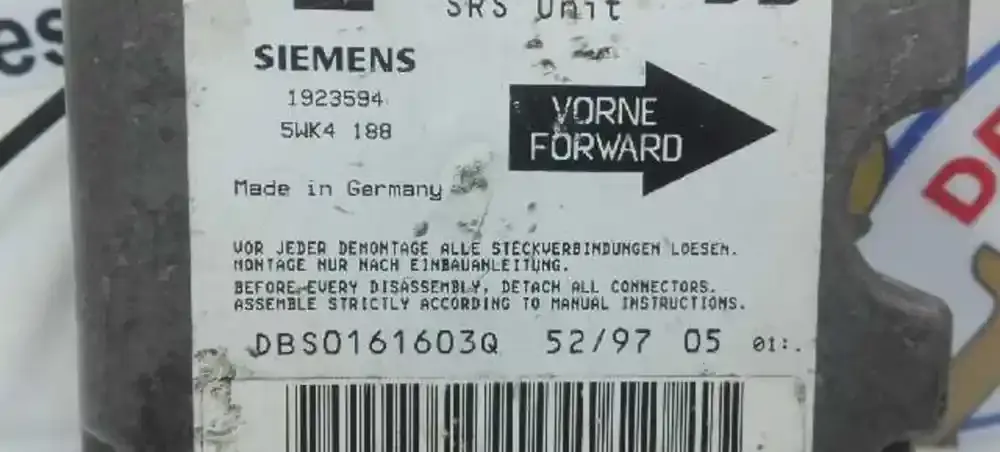 SRS Unit
SIEMENS
1923594
5WK4 188
VORNE
FORWARD
Made in Germany
VOR JEDER DEMONTAGE ALLE STECKVERBINDUNGEN LOESEN.
MONTAGE NUR NACH EINBAUANLEITUNG.
BEFORE EVERY DISASSEMBLY, DETACH ALL CONNECTORS.
ASSEMBLE STRICTLY ACCORDING TO MANUAL INSTRUCTIONS.
DBS0161603Q 52/97 05 01:.